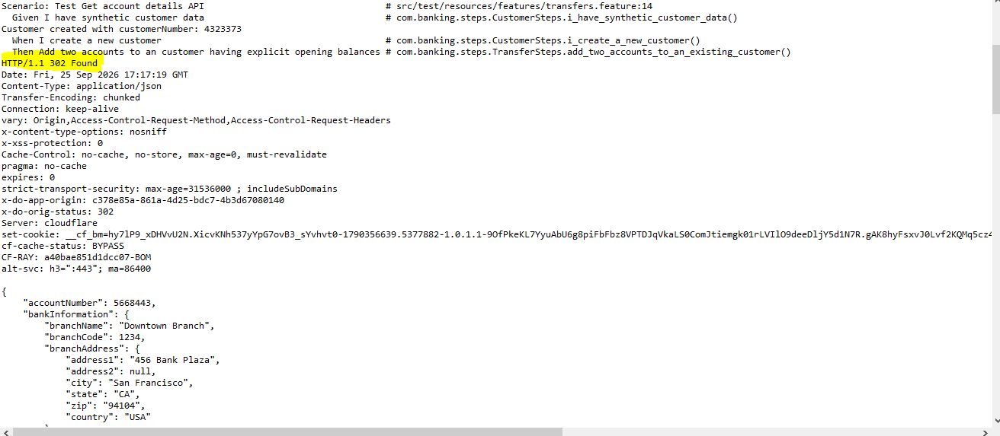 Scenario: Test Get account details API # src/test/resources/features/transfers.feature:14
Given I have synthetic customer data # com.banking.steps.CustomerSteps.i_have_synthetic_customer_data()
Customer created with customerNumber: 4323373
When I create a new customer # com.banking.steps.CustomerSteps.i_create_a_new_customer()
Then Add two accounts to an customer having explicit opening balances # com.banking.steps.TransferSteps.add_two_accounts_to_an_existing_customer()
HTTP/1.1 302 Found
Date: Fri, 25 Sep 2026 17:17:19 GMT
Content-Type: application/json
Transfer-Encoding: chunked
Connection: keep-alive
vary: Origin,Access-Control-Request-Method,Access-Control-Request-Headers
x-content-type-options: nosniff
x-xss-protection: 0
Cache-Control: no-cache, no-store, max-age=0, must-revalidate
pragma: no-cache
expires: 0
strict-transport-security: max-age=31536000 ; includeSubDomains
x-do-app-origin: c378e85a-861a-4d25-bdc7-4b3d67080140
x-do-orig-status: 302
Server: cloudflare
set-cookie: __cf_bm=hy7lP9_xDHVvU2N.XicvKNh537yYpG7ovB3_sYvhvt0-1790356639.5377882-1.0.1.1-9OfPkeKL7YyuAbU6g8piFbFbz8VPTDJqVkaLS0ComJtiemgk01rLVIlO9deeDljY5d1N7R.gAK8hyFsxvJ0Lvf2KQMq5cz4
cf-cache-status: BYPASS
CF-RAY: a40bae851d1dcc07-BOM
alt-svc: h3=":443"; ma=86400
{
"accountNumber": 5668443,
"bankInformation": {
"branchName": "Downtown Branch",
"branchCode": 1234,
"branchAddress": {
"address1": "456 Bank Plaza",
"address2": null,
"city": "San Francisco",
"state": "CA",
"zip": "94104",
"country": "USA"